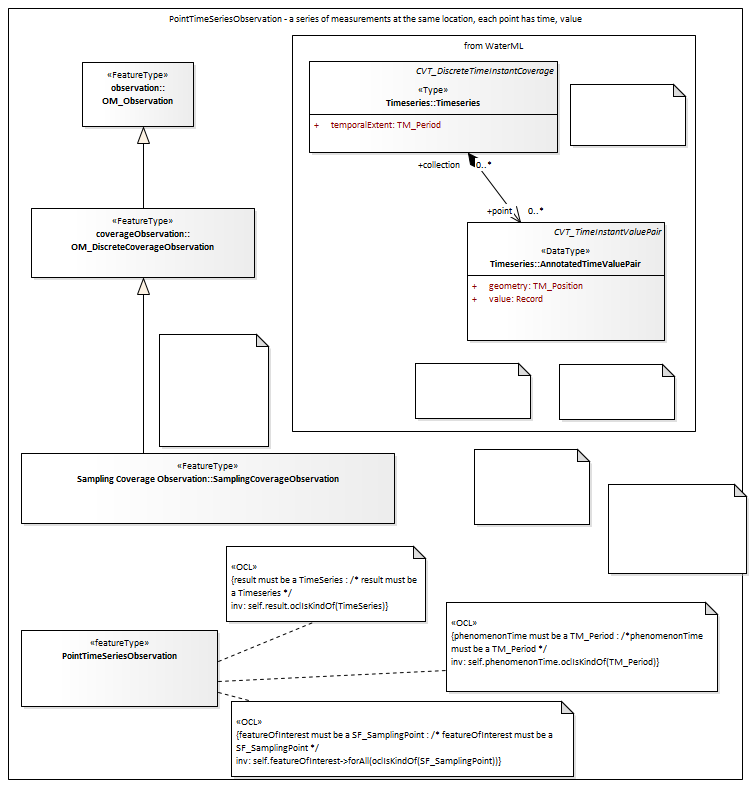 PointTimeSeriesObservation - a series of measurements at the same location, each point has time, value
from WaterML
CVT_DiscreteTimeInstantCoverage
«Type»
Timeseries::Timeseries
+ temporalExtent: TM_Period
«FeatureType»
observation::
OM_Observation
+collection 0..*
+point 0..*
«FeatureType»
coverageObservation::
OM_DiscreteCoverageObservation
CVT_TimeInstantValuePair
«DataType»
Timeseries::AnnotatedTimeValuePair
+ geometry: TM_Position
+ value: Record
«FeatureType»
Sampling Coverage Observation::SamplingCoverageObservation
«OCL»
{result must be a TimeSeries : /* result must be
a Timeseries */
inv: self.result.oclIsKindOf(TimeSeries)}
«featureType»
PointTimeSeriesObservation
«OCL»
{phenomenonTime must be a TM_Period : /*phenomenonTime
must be a TM_Period */
inv: self.phenomenonTime.oclIsKindOf(TM_Period)}
«OCL»
{featureOfInterest must be a SF_SamplingPoint : /* featureOfInterest must be a
SF_SamplingPoint */
inv: self.featureOfInterest->forAll(oclIsKindOf(SF_SamplingPoint))}